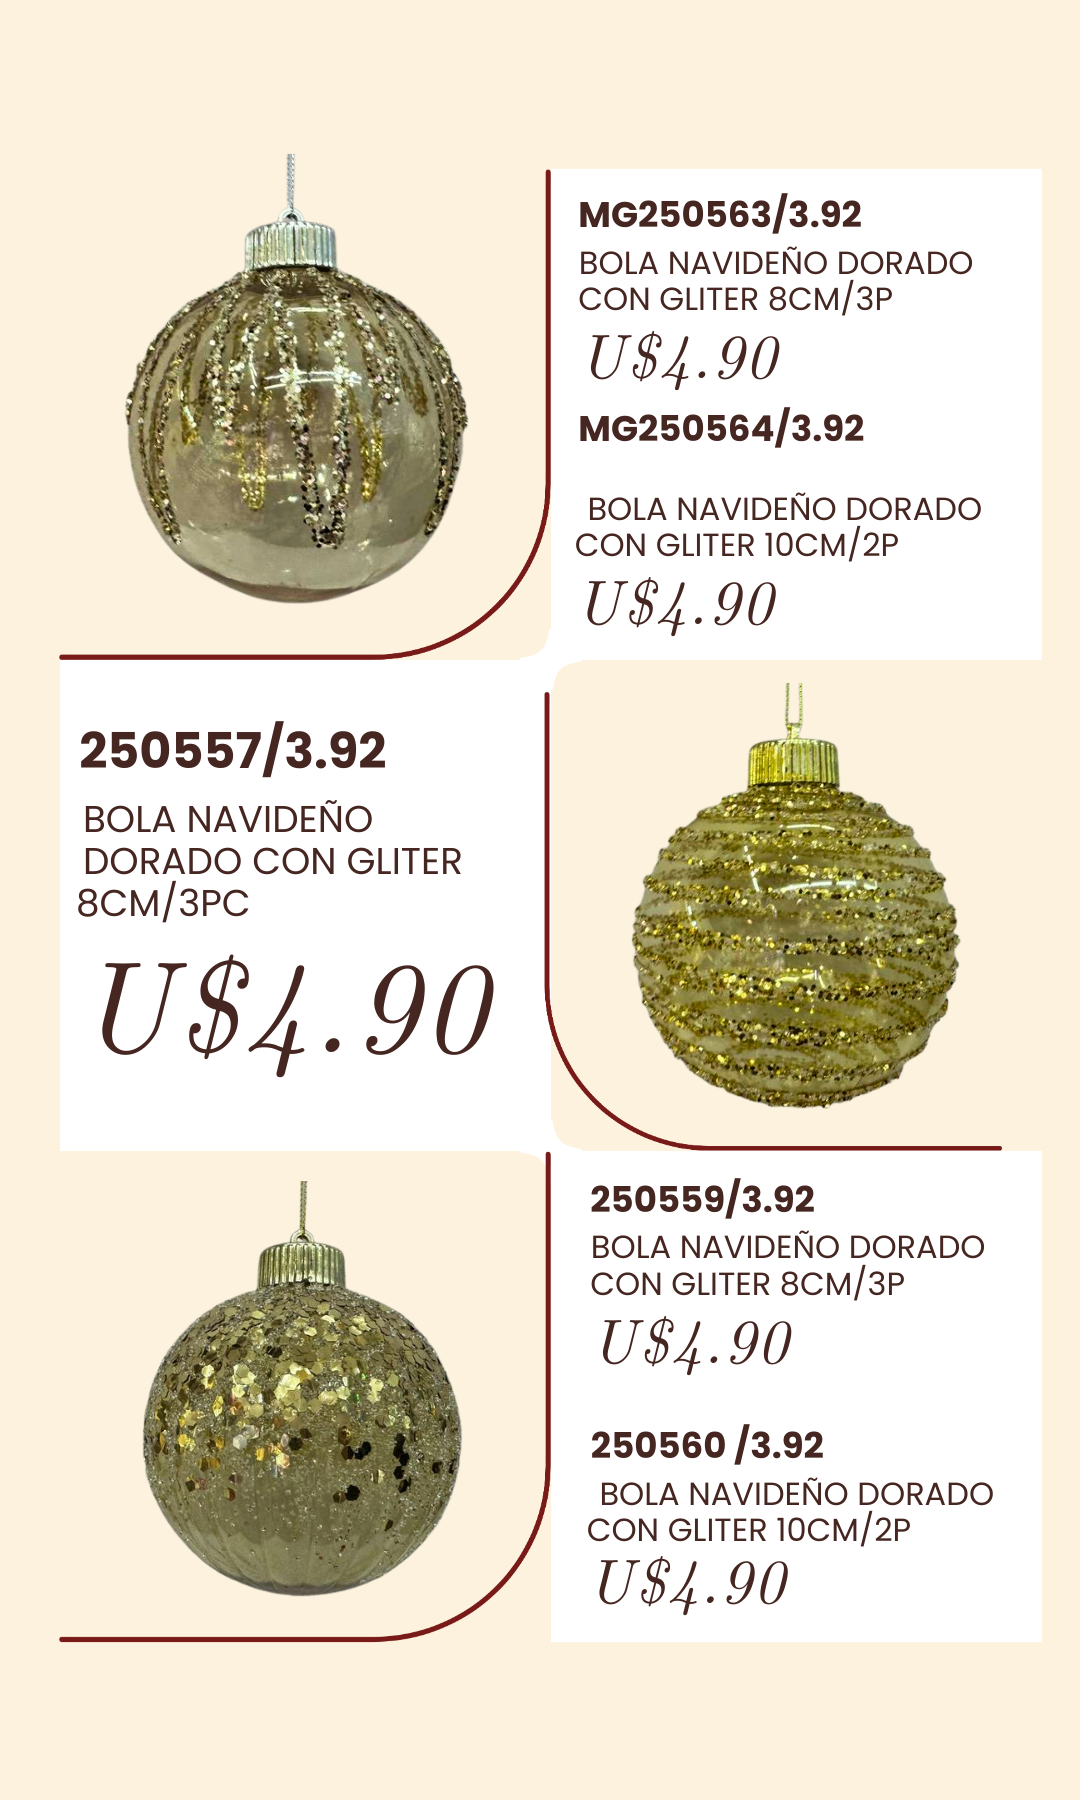 MG250563/3.92
BOLA NAVIDEÑO DORADO
CON GLITER 8CM/3P
U$4.90
MG250564/3.92
BOLA NAVIDEÑO DORADO
CON GLITER 10CM/2P
U$4.90
250557/3.92
BOLA NAVIDEÑO
DORADO CON GLITER
8CM/3PC
U$4.90
250559/3.92
BOLA NAVIDEÑO DORADO
CON GLITER 8CM/3P
U$4.90
250560 /3.92
BOLA NAVIDEÑO DORADO
CON GLITER 10CM/2P
U$4.90